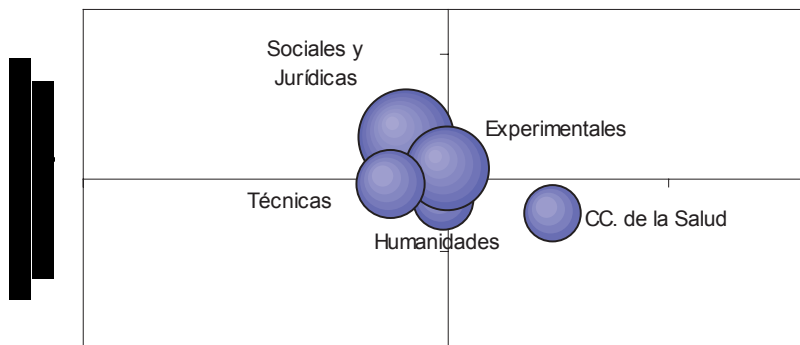 Sociales y
Jurídicas
Experimentales
Técnicas
CC. de la Salud
Humanidades